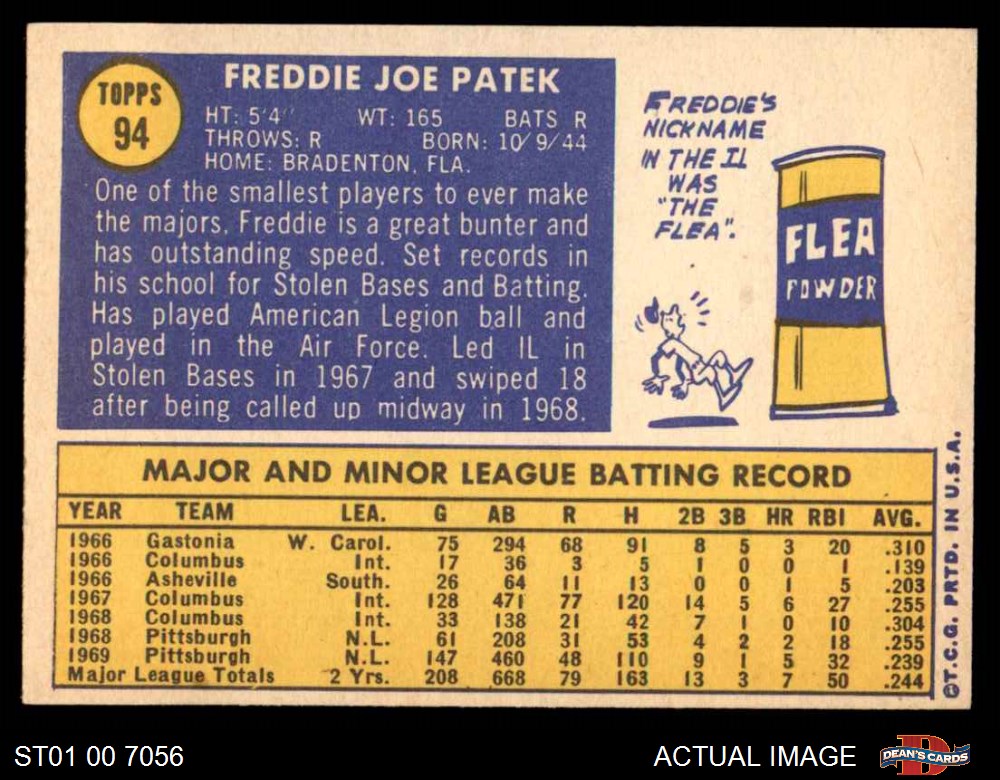 TOPPS
94
FREDDIE JOE PATEK
HT: 5'4" WT: 165 BATS R
THROWS: R BORN: 10/9/44
HOME: BRADENTON, FLA.
One of the smallest players to ever make
the majors, Freddie is a great bunter and
has outstanding speed. Set records in
his school for Stolen Bases and Batting.
Has played American Legion ball and
played in the Air Force. Led IL in
Stolen Bases in 1967 and swiped 18
after being called up midway in 1968.
FREDDIE'S
NICKNAME
IN THE IL
WAS
"THE
FLEA".
FLEA
POWDER
MAJOR AND MINOR LEAGUE BATTING RECORD
YEAR TEAM LEA. G AB R H 2B 3B HR RBI AVG.
1966 Gastonia W. Carol. 75 294 68 91 8 5 3 20 .310
1966 Columbus Int. 17 36 3 5 1 0 0 1 .139
1966 Asheville South. 26 64 11 13 0 0 1 5 .203
1967 Columbus Int. 128 471 77 120 14 5 6 27 .255
1968 Columbus Int. 33 138 21 42 7 1 0 10 .304
1968 Pittsburgh N.L. 61 208 31 53 4 2 2 18 .255
1969 Pittsburgh N.L. 147 460 48 110 9 1 5 32 .239
Major League Totals 2 Yrs. 208 668 79 163 13 3 7 50 .244
©T.C.G. PRTD. IN U.S.A.
ST01 00 7056
ACTUAL IMAGE
DEAN'S CARDS